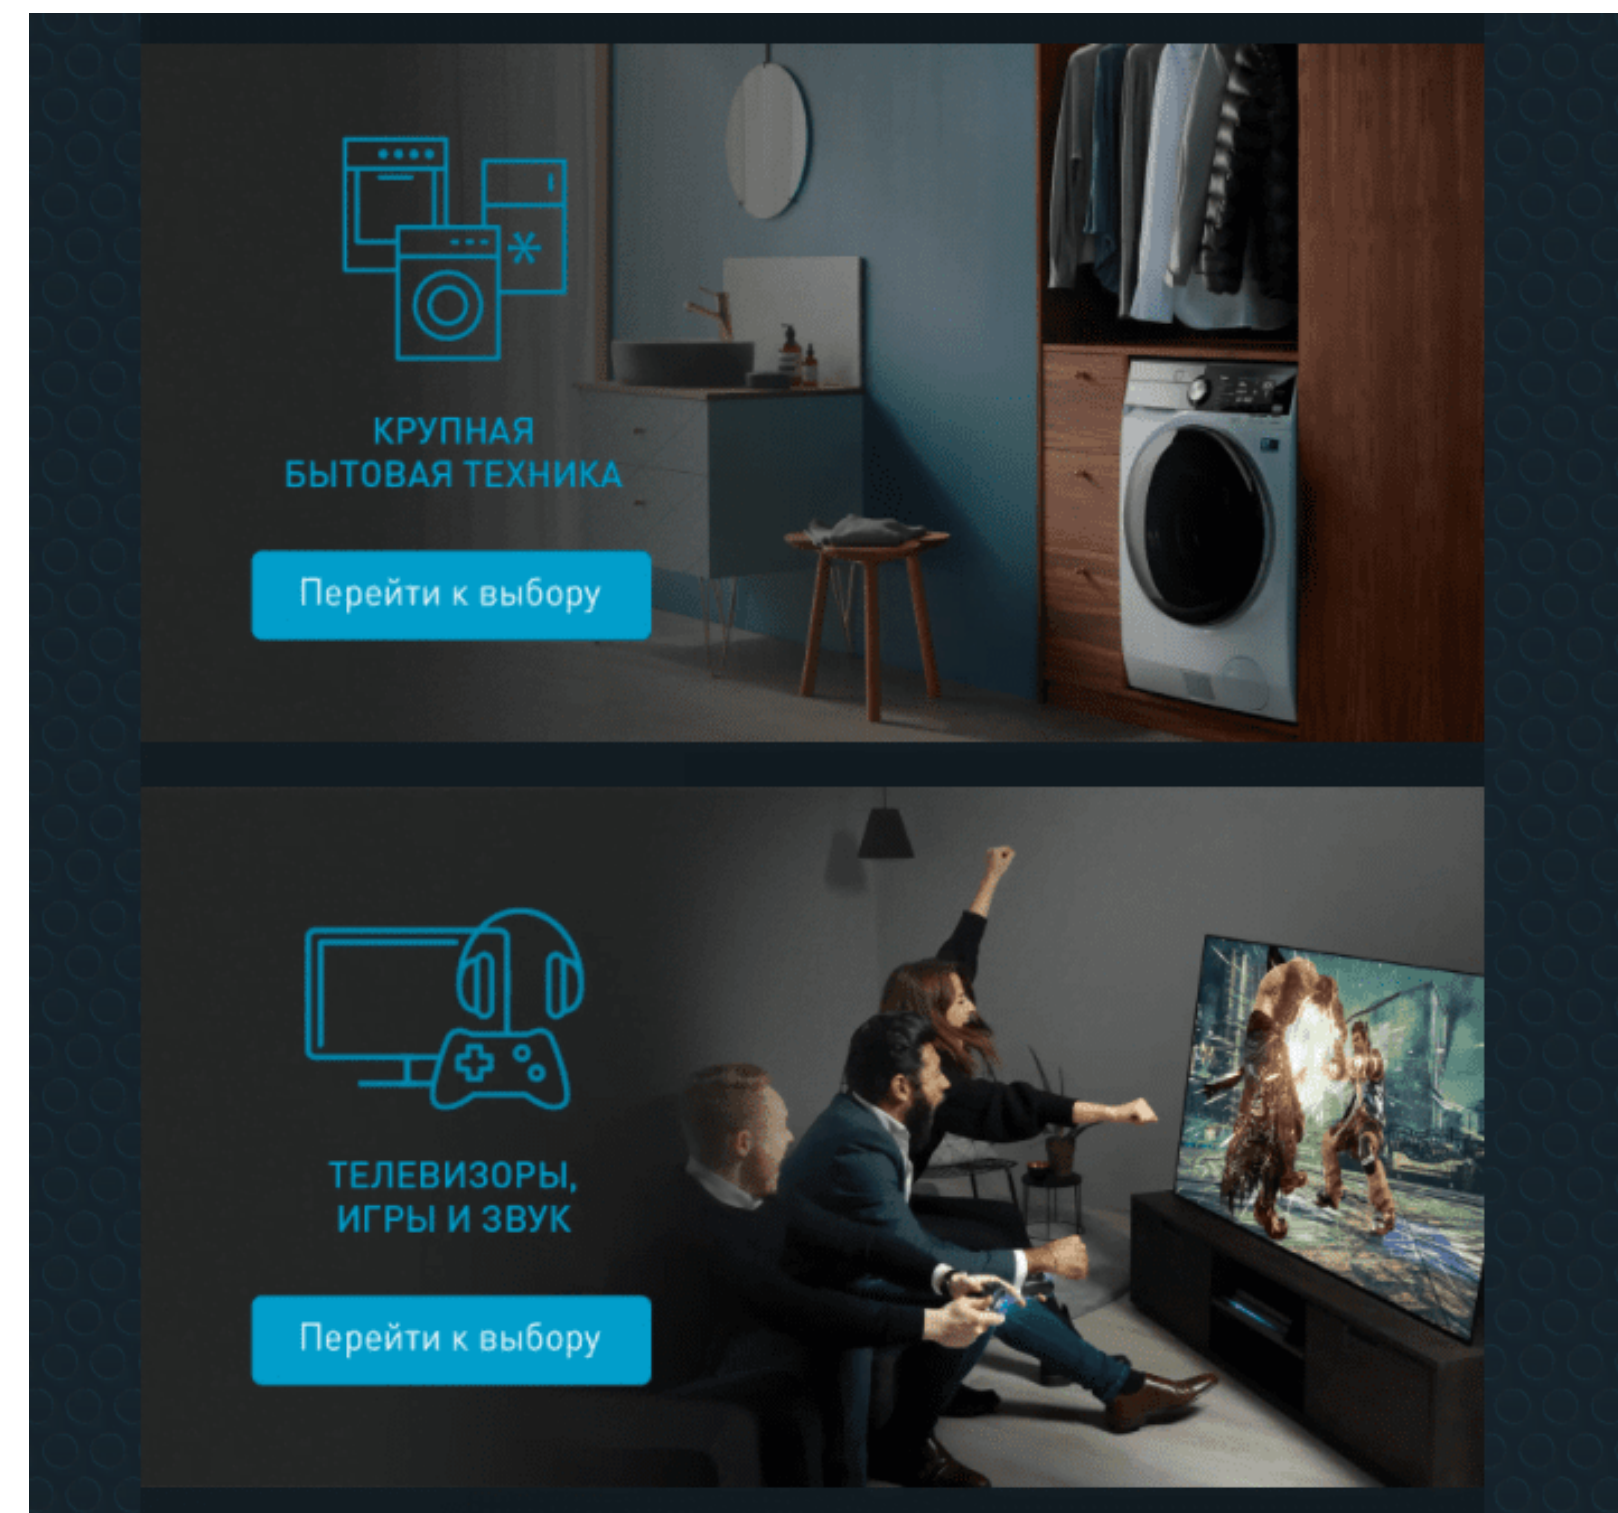 КРУПНАЯ
БЫТОВАЯ ТЕХНИКА
Перейти к выбору
ТЕЛЕВИЗОРЫ,
ИГРЫ И ЗВУК
Перейти к выбору